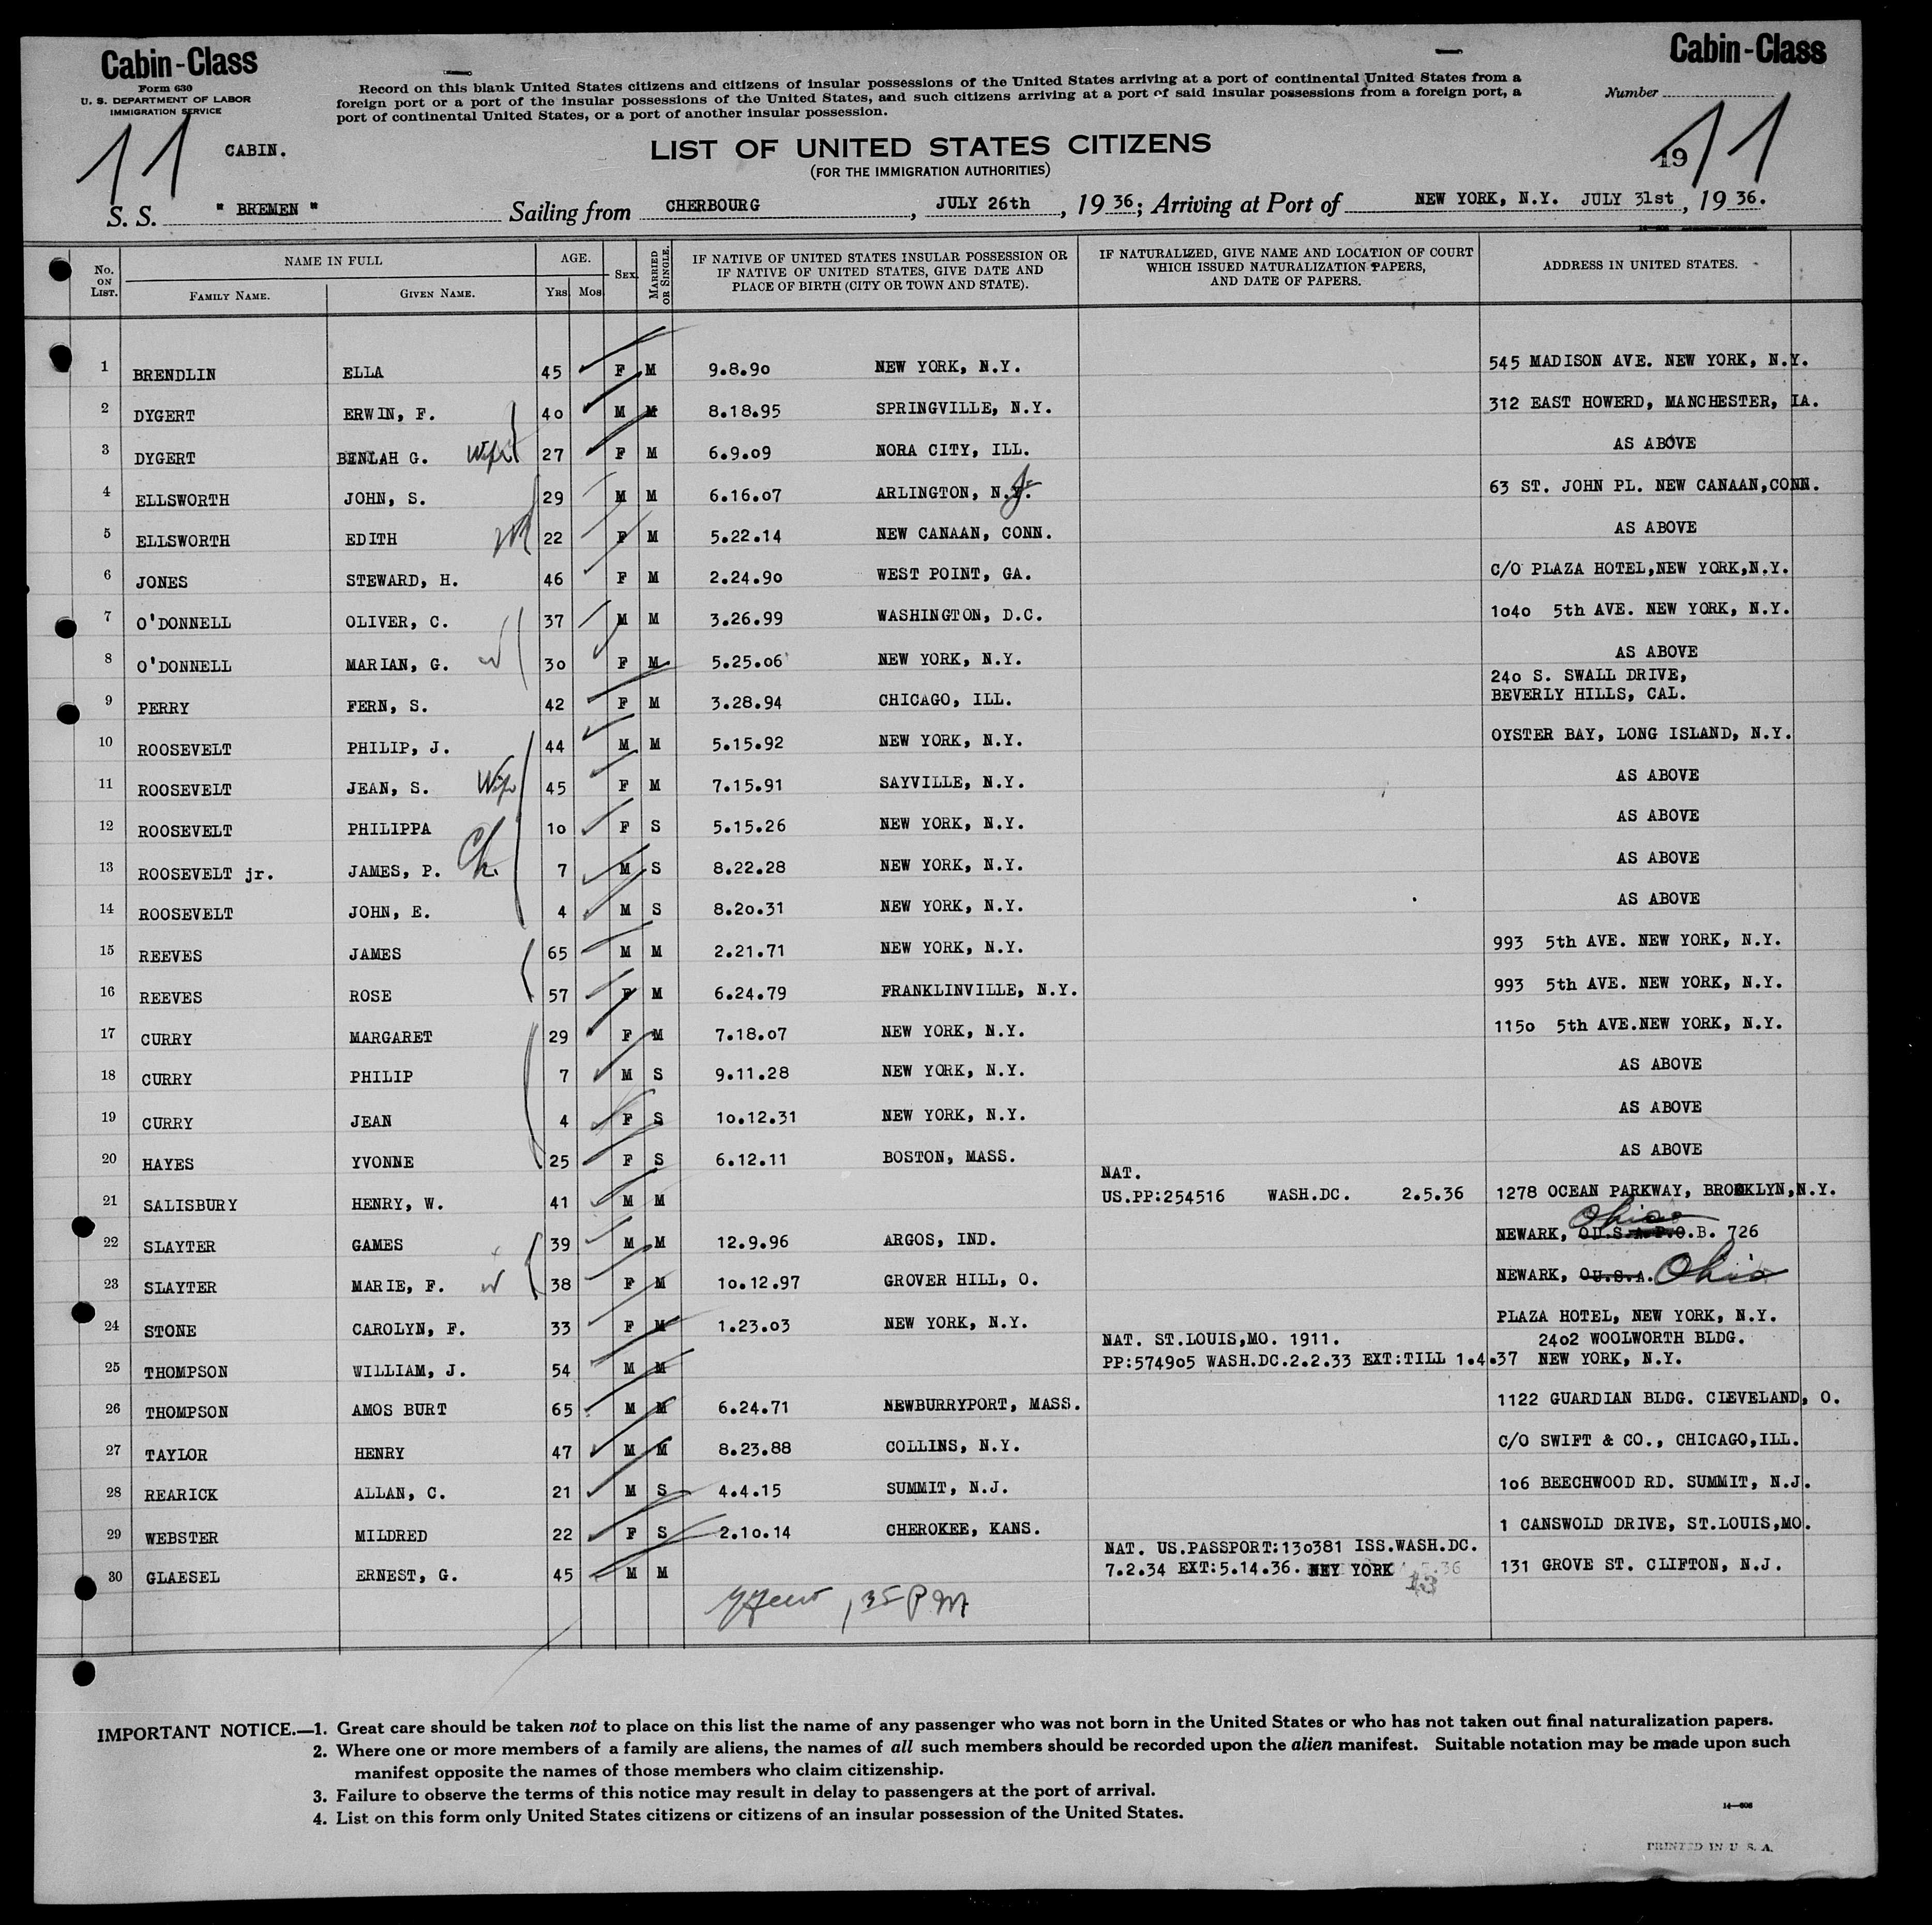 Cabin-Class
Cabin-Class
Form 630
U. S. DEPARTMENT OF LABOR
IMMIGRATION SERVICE
Record on this blank United States citizens and citizens of insular possessions of the United States arriving at a port of continental United States from a
foreign port or a port of the insular possessions of the United States, and such citizens arriving at a port of said insular possessions from a foreign port, a
port of continental United States, or a port of another insular possession.
Number
11
CABIN.
LIST OF UNITED STATES CITIZENS
(FOR THE IMMIGRATION AUTHORITIES)
19
11
S. S. " BREMEN " Sailing from CHERBOURG, JULY 26th, 19 36; Arriving at Port of NEW YORK, N.Y. JULY 31st, 19 36.
14-608
No. ON LIST. NAME IN FULL AGE. SEX MARRIED OR SINGLE. IF NATIVE OF UNITED STATES INSULAR POSSESSION OR IF NATIVE OF UNITED STATES, GIVE DATE AND PLACE OF BIRTH (CITY OR TOWN AND STATE). IF NATURALIZED, GIVE NAME AND LOCATION OF COURT WHICH ISSUED NATURALIZATION PAPERS, AND DATE OF PAPERS. ADDRESS IN UNITED STATES.
FAMILY NAME. GIVEN NAME. YRS. MOS
1 BRENDLIN ELLA 45 F M 9.8.90 NEW YORK, N.Y. 545 MADISON AVE. NEW YORK, N.Y.
2 DYGERT ERWIN, F. 40 M M 8.18.95 SPRINGVILLE, N.Y. 312 EAST HOWERD, MANCHESTER, IA.
3 DYGERT BENLAH G. Wife 27 F M 6.9.09 NORA CITY, ILL. AS ABOVE
4 ELLSWORTH JOHN, S. 29 M M 6.16.07 ARLINGTON, N.J. 63 ST. JOHN PL. NEW CANAAN,CONN.
5 ELLSWORTH EDITH W 22 F M 5.22.14 NEW CANAAN, CONN. AS ABOVE
6 JONES STEWARD, H. 46 F M 2.24.90 WEST POINT, GA. C/O PLAZA HOTEL,NEW YORK,N.Y.
7 O'DONNELL OLIVER, C. 37 M M 3.26.99 WASHINGTON, D.C. 1040 5th AVE. NEW YORK, N.Y.
8 O'DONNELL MARIAN, G. W 30 F M 5.25.06 NEW YORK, N.Y. AS ABOVE
9 PERRY FERN, S. 42 F M 3.28.94 CHICAGO, ILL. 240 S. SWALL DRIVE,
BEVERLY HILLS, CAL.
10 ROOSEVELT PHILIP, J. 44 M M 5.15.92 NEW YORK, N.Y. OYSTER BAY, LONG ISLAND, N.Y.
11 ROOSEVELT JEAN, S. Wife 45 F M 7.15.91 SAYVILLE, N.Y. AS ABOVE
12 ROOSEVELT PHILIPPA 10 F S 5.15.26 NEW YORK, N.Y. AS ABOVE
13 ROOSEVELT jr. JAMES, P. Ch. 7 M S 8.22.28 NEW YORK, N.Y. AS ABOVE
14 ROOSEVELT JOHN, E. 4 M S 8.20.31 NEW YORK, N.Y. AS ABOVE
15 REEVES JAMES 65 M M 2.21.71 NEW YORK, N.Y. 993 5th AVE. NEW YORK, N.Y.
16 REEVES ROSE 57 F M 6.24.79 FRANKLINVILLE, N.Y. 993 5th AVE. NEW YORK, N.Y.
17 CURRY MARGARET 29 F M 7.18.07 NEW YORK, N.Y. 1150 5th AVE.NEW YORK, N.Y.
18 CURRY PHILIP 7 M S 9.11.28 NEW YORK, N.Y. AS ABOVE
19 CURRY JEAN 4 F S 10.12.31 NEW YORK, N.Y. AS ABOVE
20 HAYES YVONNE 25 F S 6.12.11 BOSTON, MASS. AS ABOVE
NAT.
21 SALISBURY HENRY, W. 41 M M US.PP:254516 WASH.DC. 2.5.36 1278 OCEAN PARKWAY, BROOKLYN,N.Y.
22 SLAYTER GAMES 39 M M 12.9.96 ARGOS, IND. NEWARK, OU.S.A.P.O.B. 726 Ohio
23 SLAYTER MARIE, F. W 38 F M 10.12.97 GROVER HILL, O. NEWARK, OU.S.A. Ohio
24 STONE CAROLYN, F. 33 F M 1.23.03 NEW YORK, N.Y. PLAZA HOTEL, NEW YORK, N.Y.
NAT. ST.LOUIS,MO. 1911. 2402 WOOLWORTH BLDG.
25 THOMPSON WILLIAM, J. 54 M M PP:574905 WASH.DC.2.2.33 EXT:TILL 1.4.37 NEW YORK, N.Y.
26 THOMPSON AMOS BURT 65 M M 6.24.71 NEWBURRYPORT, MASS. 1122 GUARDIAN BLDG. CLEVELAND, O.
27 TAYLOR HENRY 47 M M 8.23.88 COLLINS, N.Y. C/O SWIFT & CO., CHICAGO,ILL.
28 REARICK ALLAN, C. 21 M S 4.4.15 SUMMIT, N.J. 106 BEECHWOOD RD. SUMMIT, N.J.
29 WEBSTER MILDRED 22 F S 2.10.14 CHEROKEE, KANS. 1 CANSWOLD DRIVE, ST.LOUIS,MO.
NAT. US.PASSPORT:130381 ISS.WASH.DC.
30 GLAESEL ERNEST, G. 45 M M 7.2.34 EXT:5.14.36. NEY YORK 131 GROVE ST. CLIFTON, N.J.
135 PM
IMPORTANT NOTICE.—1. Great care should be taken not to place on this list the name of any passenger who was not born in the United States or who has not taken out final naturalization papers.
2. Where one or more members of a family are aliens, the names of all such members should be recorded upon the alien manifest. Suitable notation may be made upon such
manifest opposite the names of those members who claim citizenship.
3. Failure to observe the terms of this notice may result in delay to passengers at the port of arrival.
4. List on this form only United States citizens or citizens of an insular possession of the United States.
14-608
PRINTED IN U. S. A.